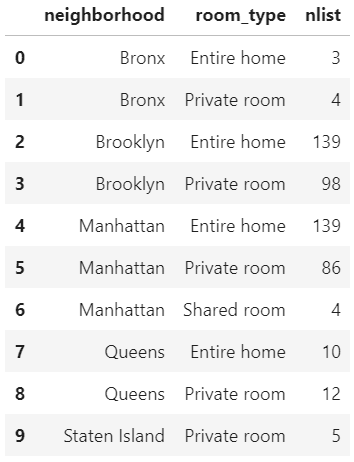 neighborhood room_type nlist
0 Bronx Entire home 3
1 Bronx Private room 4
2 Brooklyn Entire home 139
3 Brooklyn Private room 98
4 Manhattan Entire home 139
5 Manhattan Private room 86
6 Manhattan Shared room 4
7 Queens Entire home 10
8 Queens Private room 12
9 Staten Island Private room 5